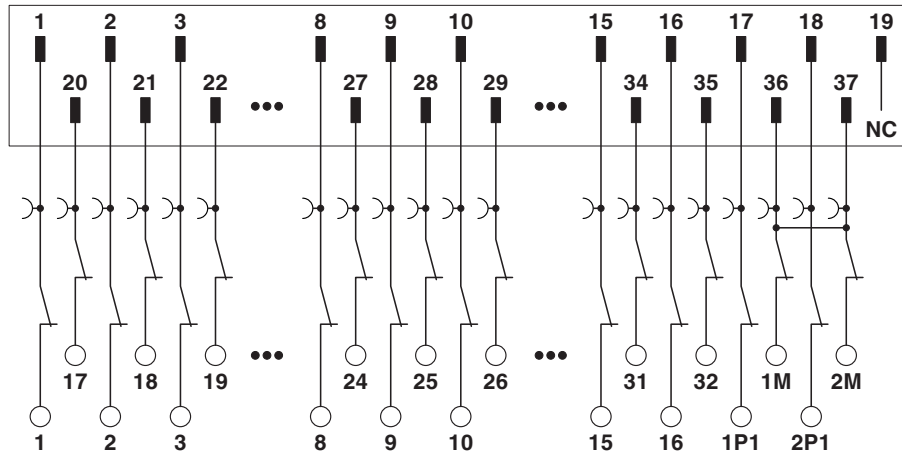 1 2 3 8 9 10 15 16 17 18 19
20 21 22 27 28 29 34 35 36 37
NC
17 18 19 24 25 26 31 32 1M 2M
1 2 3 8 9 10 15 16 1P1 2P1